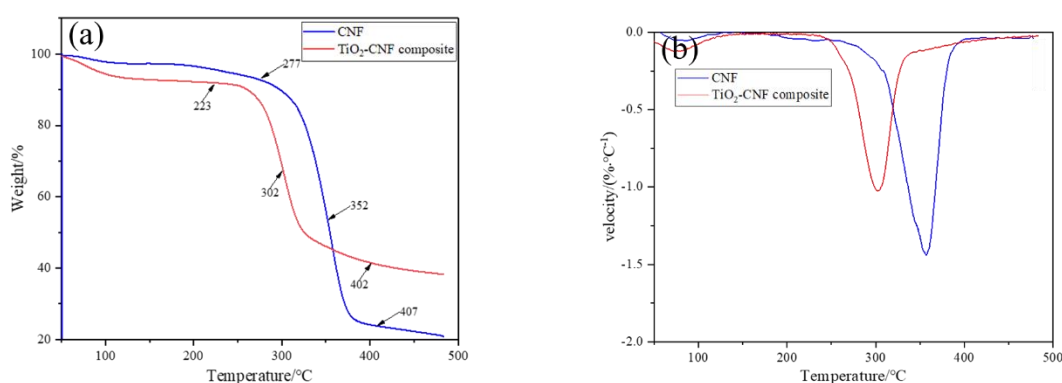 (a)
CNF
TiO₂-CNF composite
100
80
60
40
20
Weight/%
277
223
302
352
402
407
100
200
300
400
500
Temperature/°C
(b)
CNF
TiO₂-CNF composite
0.0
-0.5
-1.0
-1.5
-2.0
velocity/(%·°C⁻¹)
100
200
300
400
500
Temperature/°C